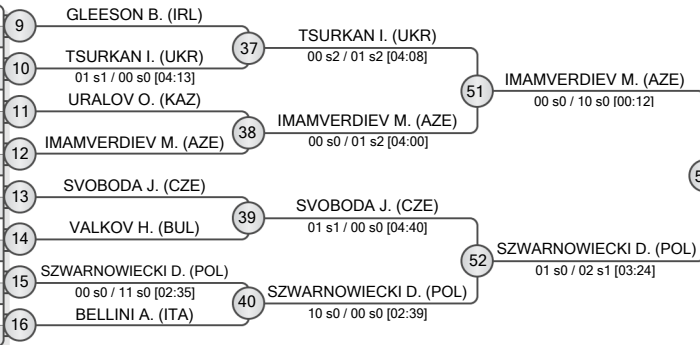 9
GLEESON B. (IRL)
10
TSURKAN I. (UKR)
01 s1 / 00 s0 [04:13]
37
TSURKAN I. (UKR)
00 s2 / 01 s2 [04:08]
11
URALOV O. (KAZ)
12
IMAMVERDIEV M. (AZE)
38
IMAMVERDIEV M. (AZE)
00 s0 / 01 s2 [04:00]
51
IMAMVERDIEV M. (AZE)
00 s0 / 10 s0 [00:12]
13
SVOBODA J. (CZE)
14
VALKOV H. (BUL)
39
SVOBODA J. (CZE)
01 s1 / 00 s0 [04:40]
15
SZWARNOWIECKI D. (POL)
00 s0 / 11 s0 [02:35]
16
BELLINI A. (ITA)
40
SZWARNOWIECKI D. (POL)
10 s0 / 00 s0 [02:39]
52
SZWARNOWIECKI D. (POL)
01 s0 / 02 s1 [03:24]